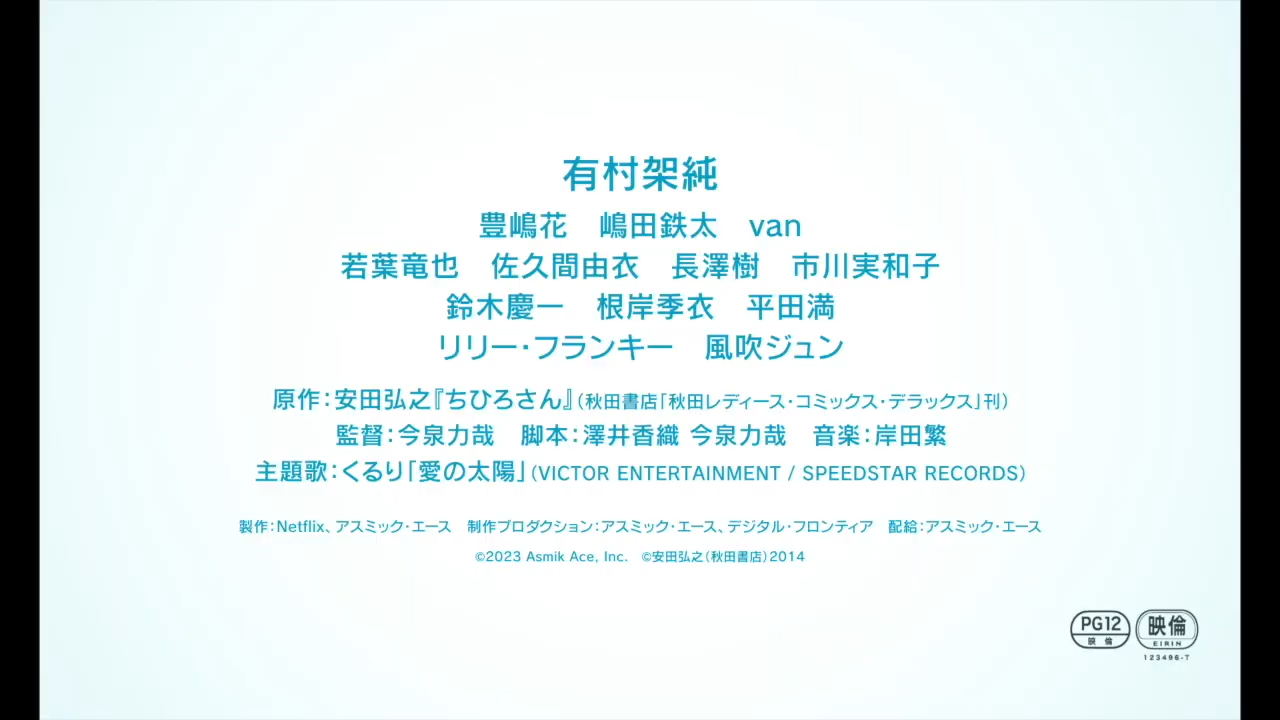 有村架純
豊嶋花　嶋田鉄太　van
若葉竜也　佐久間由衣　長澤樹　市川実和子
鈴木慶一　根岸季衣　平田満
リリー・フランキー　風吹ジュン
原作：安田弘之『ちひろさん』（秋田書店「秋田レディース・コミックス・デラックス」刊）
監督：今泉力哉　脚本：澤井香織 今泉力哉　音楽：岸田繁
主題歌：くるり「愛の太陽」（VICTOR ENTERTAINMENT / SPEEDSTAR RECORDS）
製作：Netflix、アスミック・エース　制作プロダクション：アスミック・エース、デジタル・フロンティア　配給：アスミック・エース
©2023 Asmik Ace, Inc.　©安田弘之（秋田書店）2014
PG12 映倫
映倫
EIRIN
123496-T